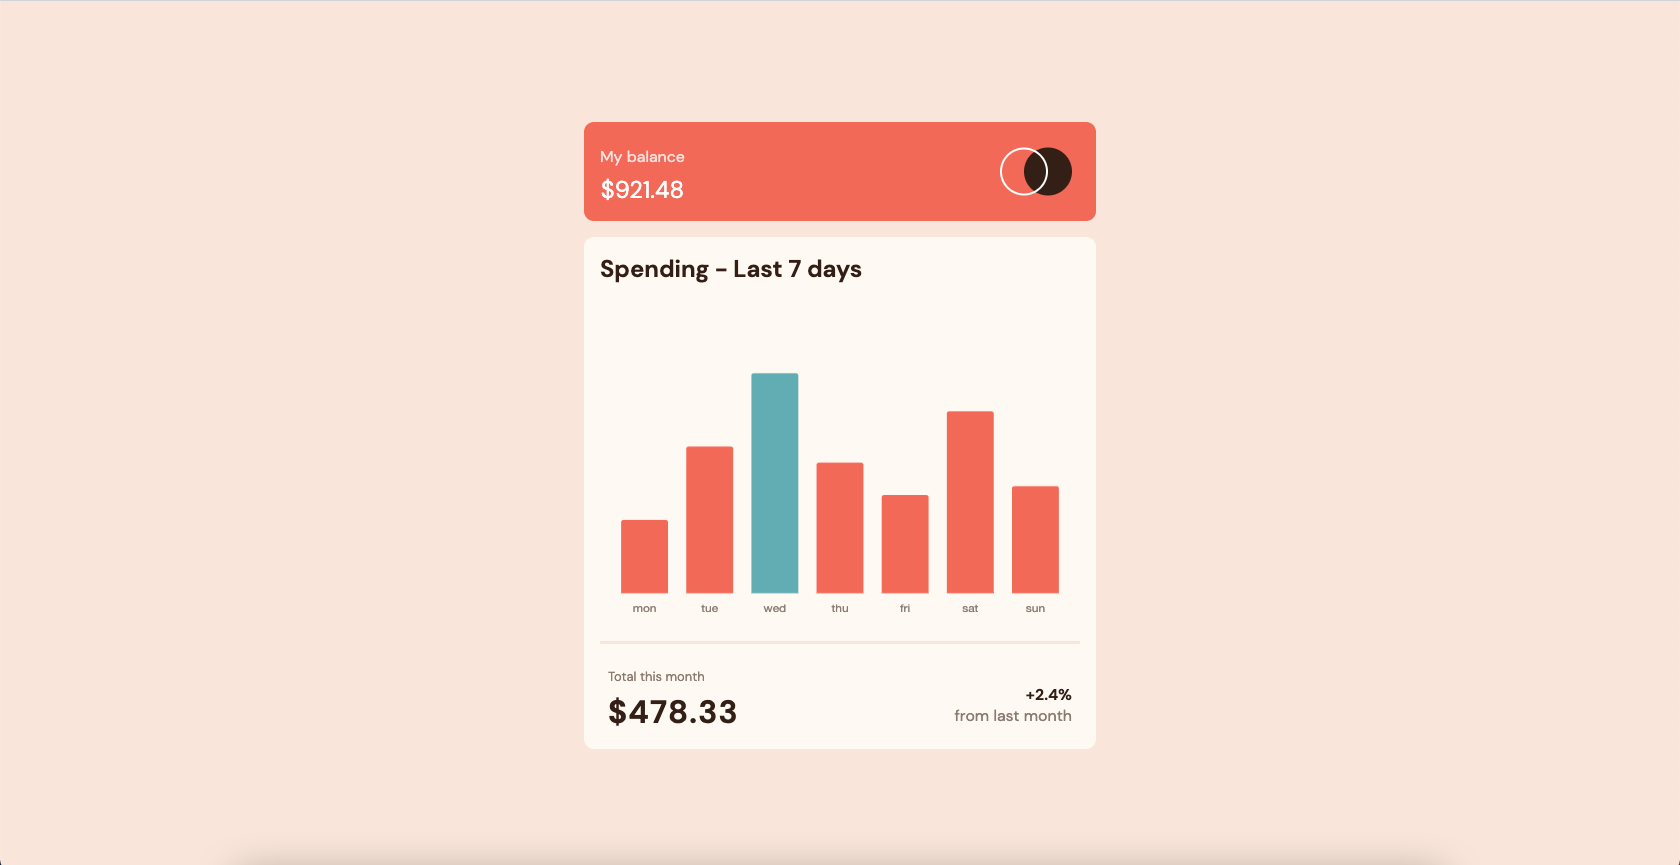 My balance
$921.48
Spending - Last 7 days
mon tue wed thu fri sat sun
Total this month
$478.33
+2.4%
from last month